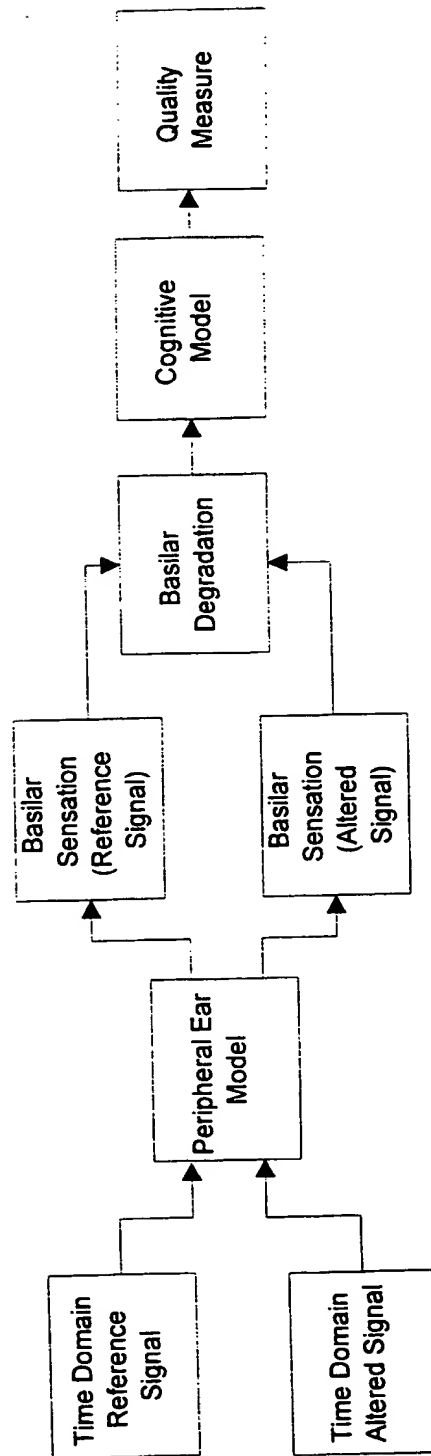 Time Domain
Reference
Signal
Time Domain
Altered Signal
Peripheral Ear
Model
Basilar
Sensation
(Reference
Signal)
Basilar
Sensation
(Altered
Signal)
Basilar
Degradation
Cognitive
Model
Quality
Measure